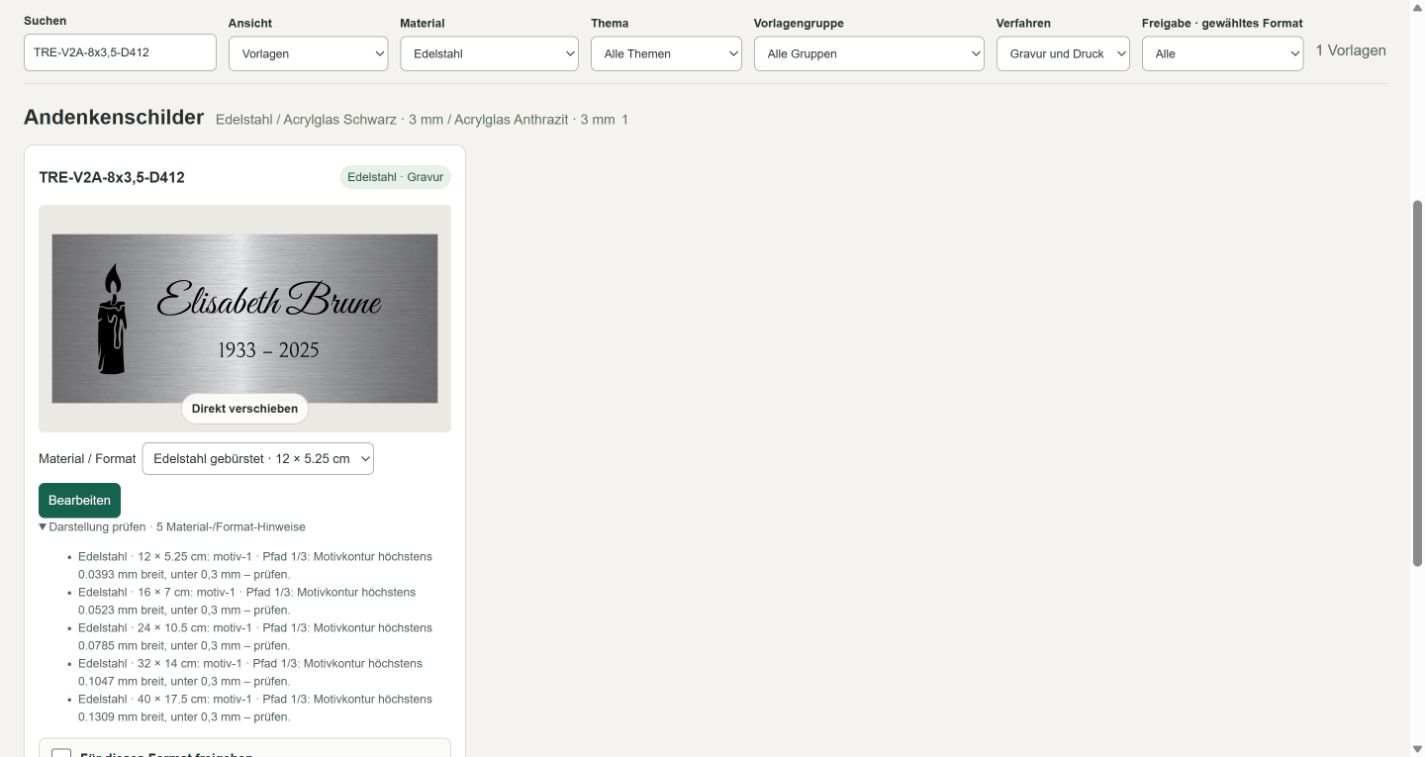 Suchen
Ansicht
Material
Thema
Vorlagengruppe
Verfahren
Freigabe · gewähltes Format
TRE-V2A-8x3,5-D412
Vorlagen
Edelstahl
Alle Themen
Alle Gruppen
Gravur und Druck
Alle
1 Vorlagen
Andenkenschilder Edelstahl / Acrylglas Schwarz · 3 mm / Acrylglas Anthrazit · 3 mm 1
TRE-V2A-8x3,5-D412
Edelstahl · Gravur
Elisabeth Brune
1933 – 2025
Direkt verschieben
Material / Format Edelstahl gebürstet · 12 × 5.25 cm
Bearbeiten
▼ Darstellung prüfen · 5 Material-/Format-Hinweise
• Edelstahl · 12 × 5.25 cm: motiv-1 · Pfad 1/3: Motivkontur höchstens
0.0393 mm breit, unter 0,3 mm – prüfen.
• Edelstahl · 16 × 7 cm: motiv-1 · Pfad 1/3: Motivkontur höchstens
0.0523 mm breit, unter 0,3 mm – prüfen.
• Edelstahl · 24 × 10.5 cm: motiv-1 · Pfad 1/3: Motivkontur höchstens
0.0785 mm breit, unter 0,3 mm – prüfen.
• Edelstahl · 32 × 14 cm: motiv-1 · Pfad 1/3: Motivkontur höchstens
0.1047 mm breit, unter 0,3 mm – prüfen.
• Edelstahl · 40 × 17.5 cm: motiv-1 · Pfad 1/3: Motivkontur höchstens
0.1309 mm breit, unter 0,3 mm – prüfen.
Für dieses Format freigeben